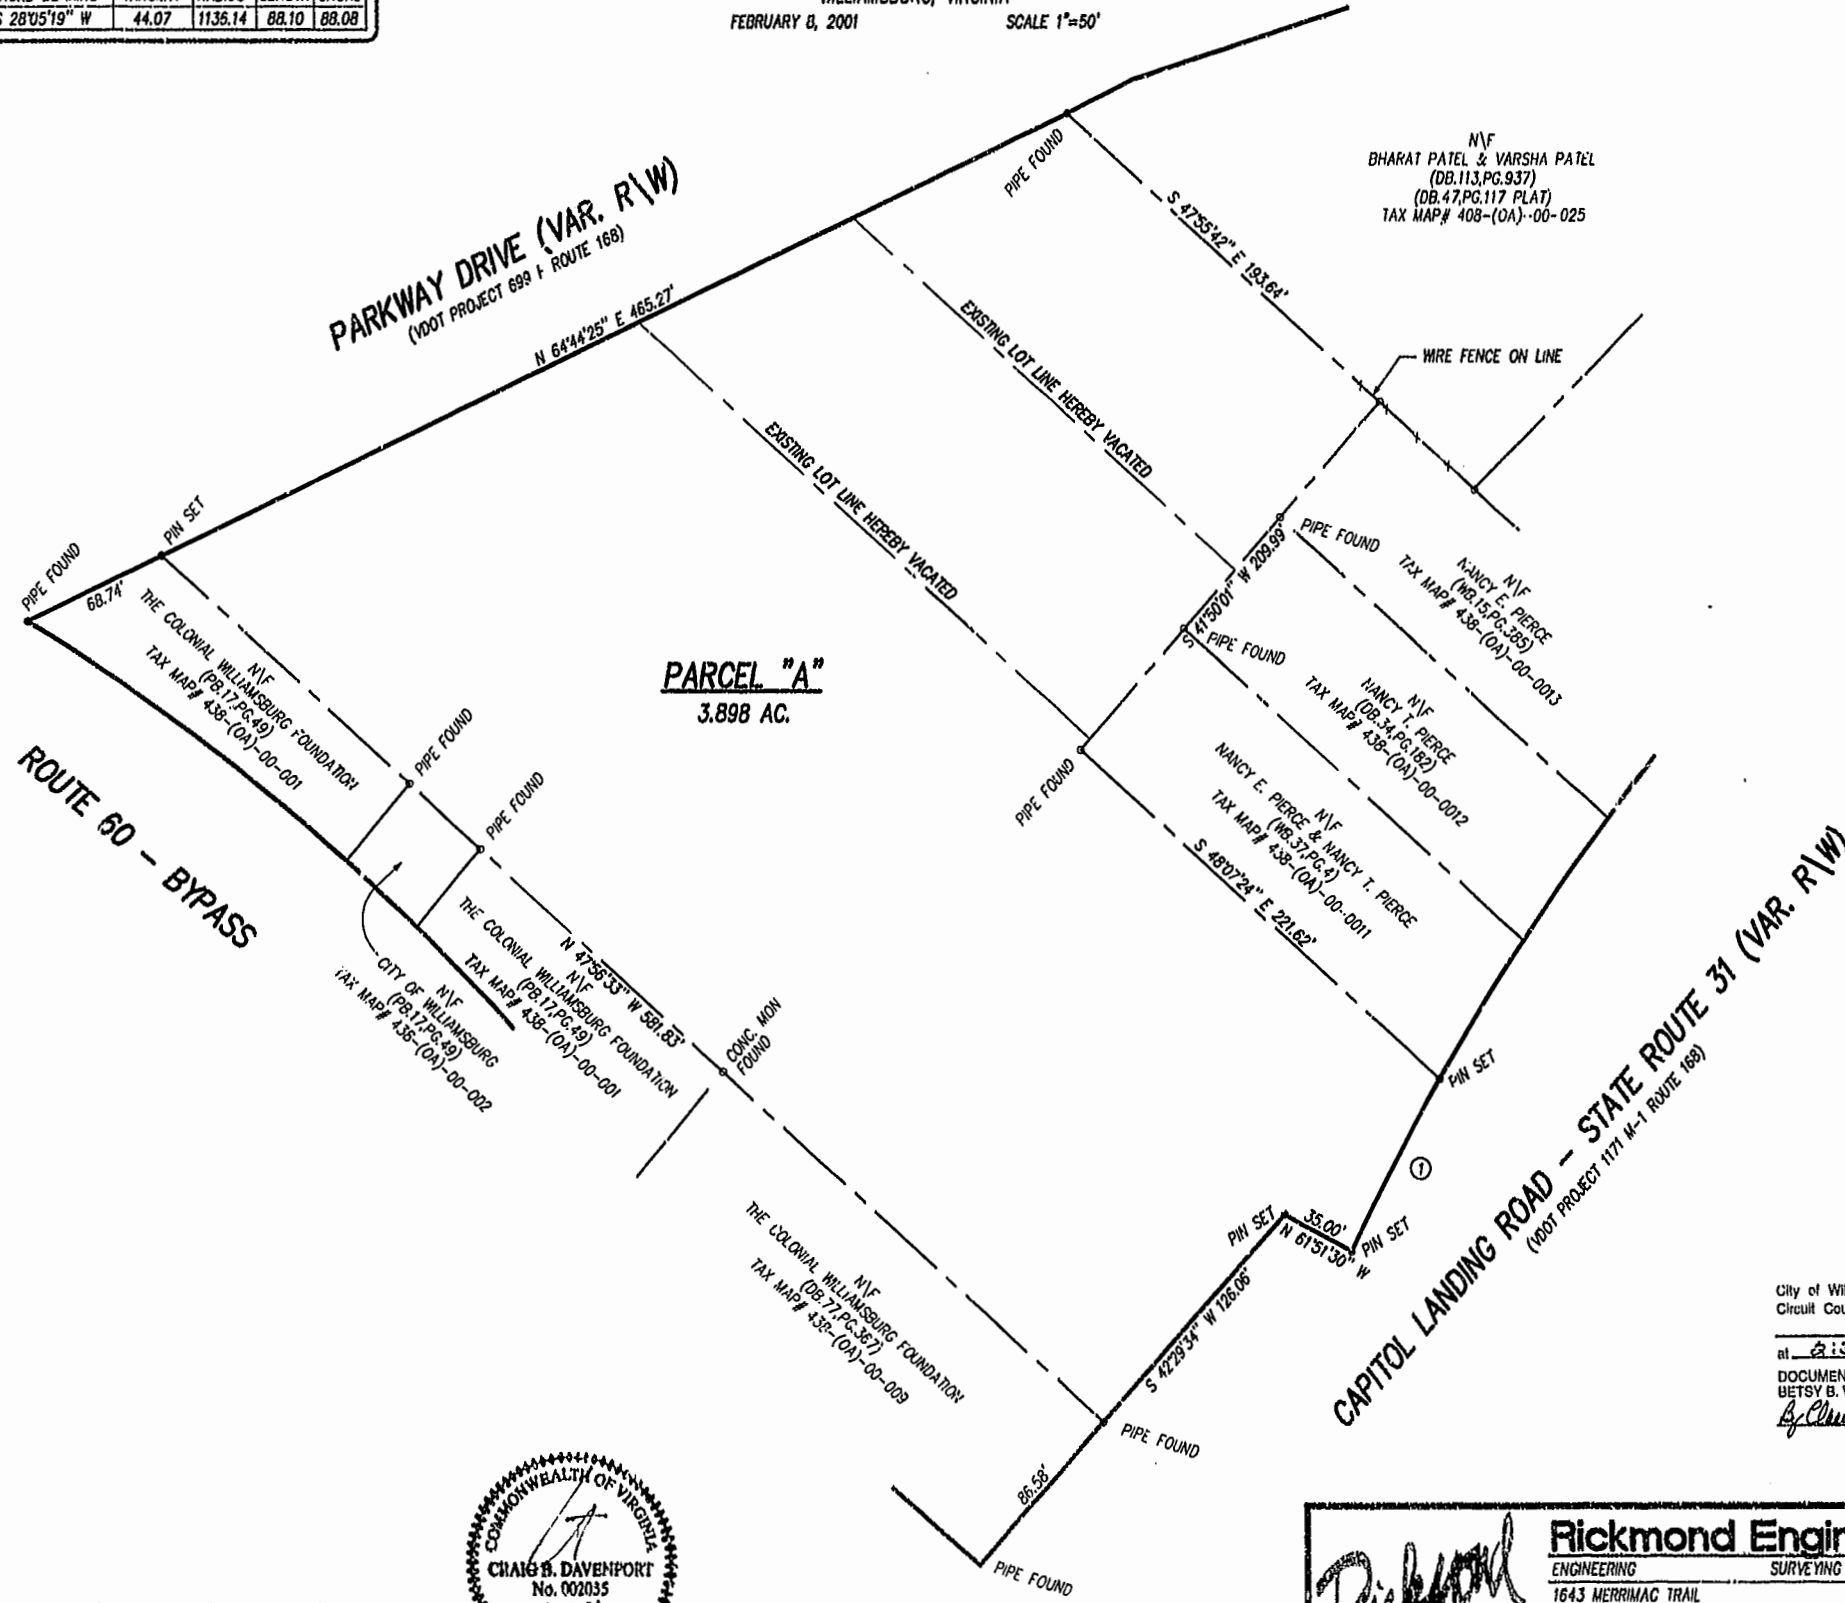 S 28°05'19" W 44.07 1136.14 88.10 88.08
FEBRUARY 8, 2001 SCALE 1"=50'
PARKWAY DRIVE (VAR. R\W)
N 64°44'25" E 465.27'
PIPE FOUND
N\F
BHARAT PATEL & VARSHA PATEL
(DB.113,PG.937)
(DB.47,PG.117 PLAT)
TAX MAP# 408-(0A)-00-025
S 47°55'42" E 193.64'
WIRE FENCE ON LINE
EXISTING LOT LINE HEREBY VACATED
EXISTING LOT LINE HEREBY VACATED
PIN SET
PIPE FOUND
68.74'
N\F
THE COLONIAL WILLIAMSBURG FOUNDATION
(PB.17,PG.49)
TAX MAP# 438-(0A)-00-001
PARCEL "A"
3.898 AC.
S 41°50'01" W 209.99'
PIPE FOUND
N\F
NANCY E. PIERCE
(WB.15,PG.385)
TAX MAP# 438-(0A)-00-0013
PIPE FOUND
N\F
NANCY T. PIERCE
(DB.34,PG.182)
TAX MAP# 438-(0A)-00-0012
N\F
NANCY E. PIERCE & NANCY T. PIERCE
(WB.37,PG.4)
TAX MAP# 438-(0A)-00-0011
PIPE FOUND
S 48°07'24" E 221.62'
ROUTE 60 - BYPASS
PIPE FOUND
PIPE FOUND
N\F
CITY OF WILLIAMSBURG
(PB.17,PG.49)
TAX MAP# 438-(0A)-00-002
N 47°56'33" W 581.83'
N\F
THE COLONIAL WILLIAMSBURG FOUNDATION
(PB.17,PG.49)
TAX MAP# 438-(0A)-00-001
CONC. MON
FOUND
PIN SET
1
CAPITOL LANDING ROAD - STATE ROUTE 31 (VAR. R\W)
(VDOT PROJECT 1171 M-1 ROUTE 168)
PIN SET
35.00'
N 61°51'30" W
PIN SET
S 42°29'34" W 126.06'
N\F
THE COLONIAL WILLIAMSBURG FOUNDATION
(DB.77,PG.367)
TAX MAP# 438-(0A)-00-009
PIPE FOUND
86.58'
PIPE FOUND
City of
Circuit
at
BETSY B.
COMMONWEALTH OF VIRGINIA
CRAIG B. DAVENPORT
No. 002035
Rickmond
ENGINEERING SURVEYING
1643 MERRIMAC TRAIL